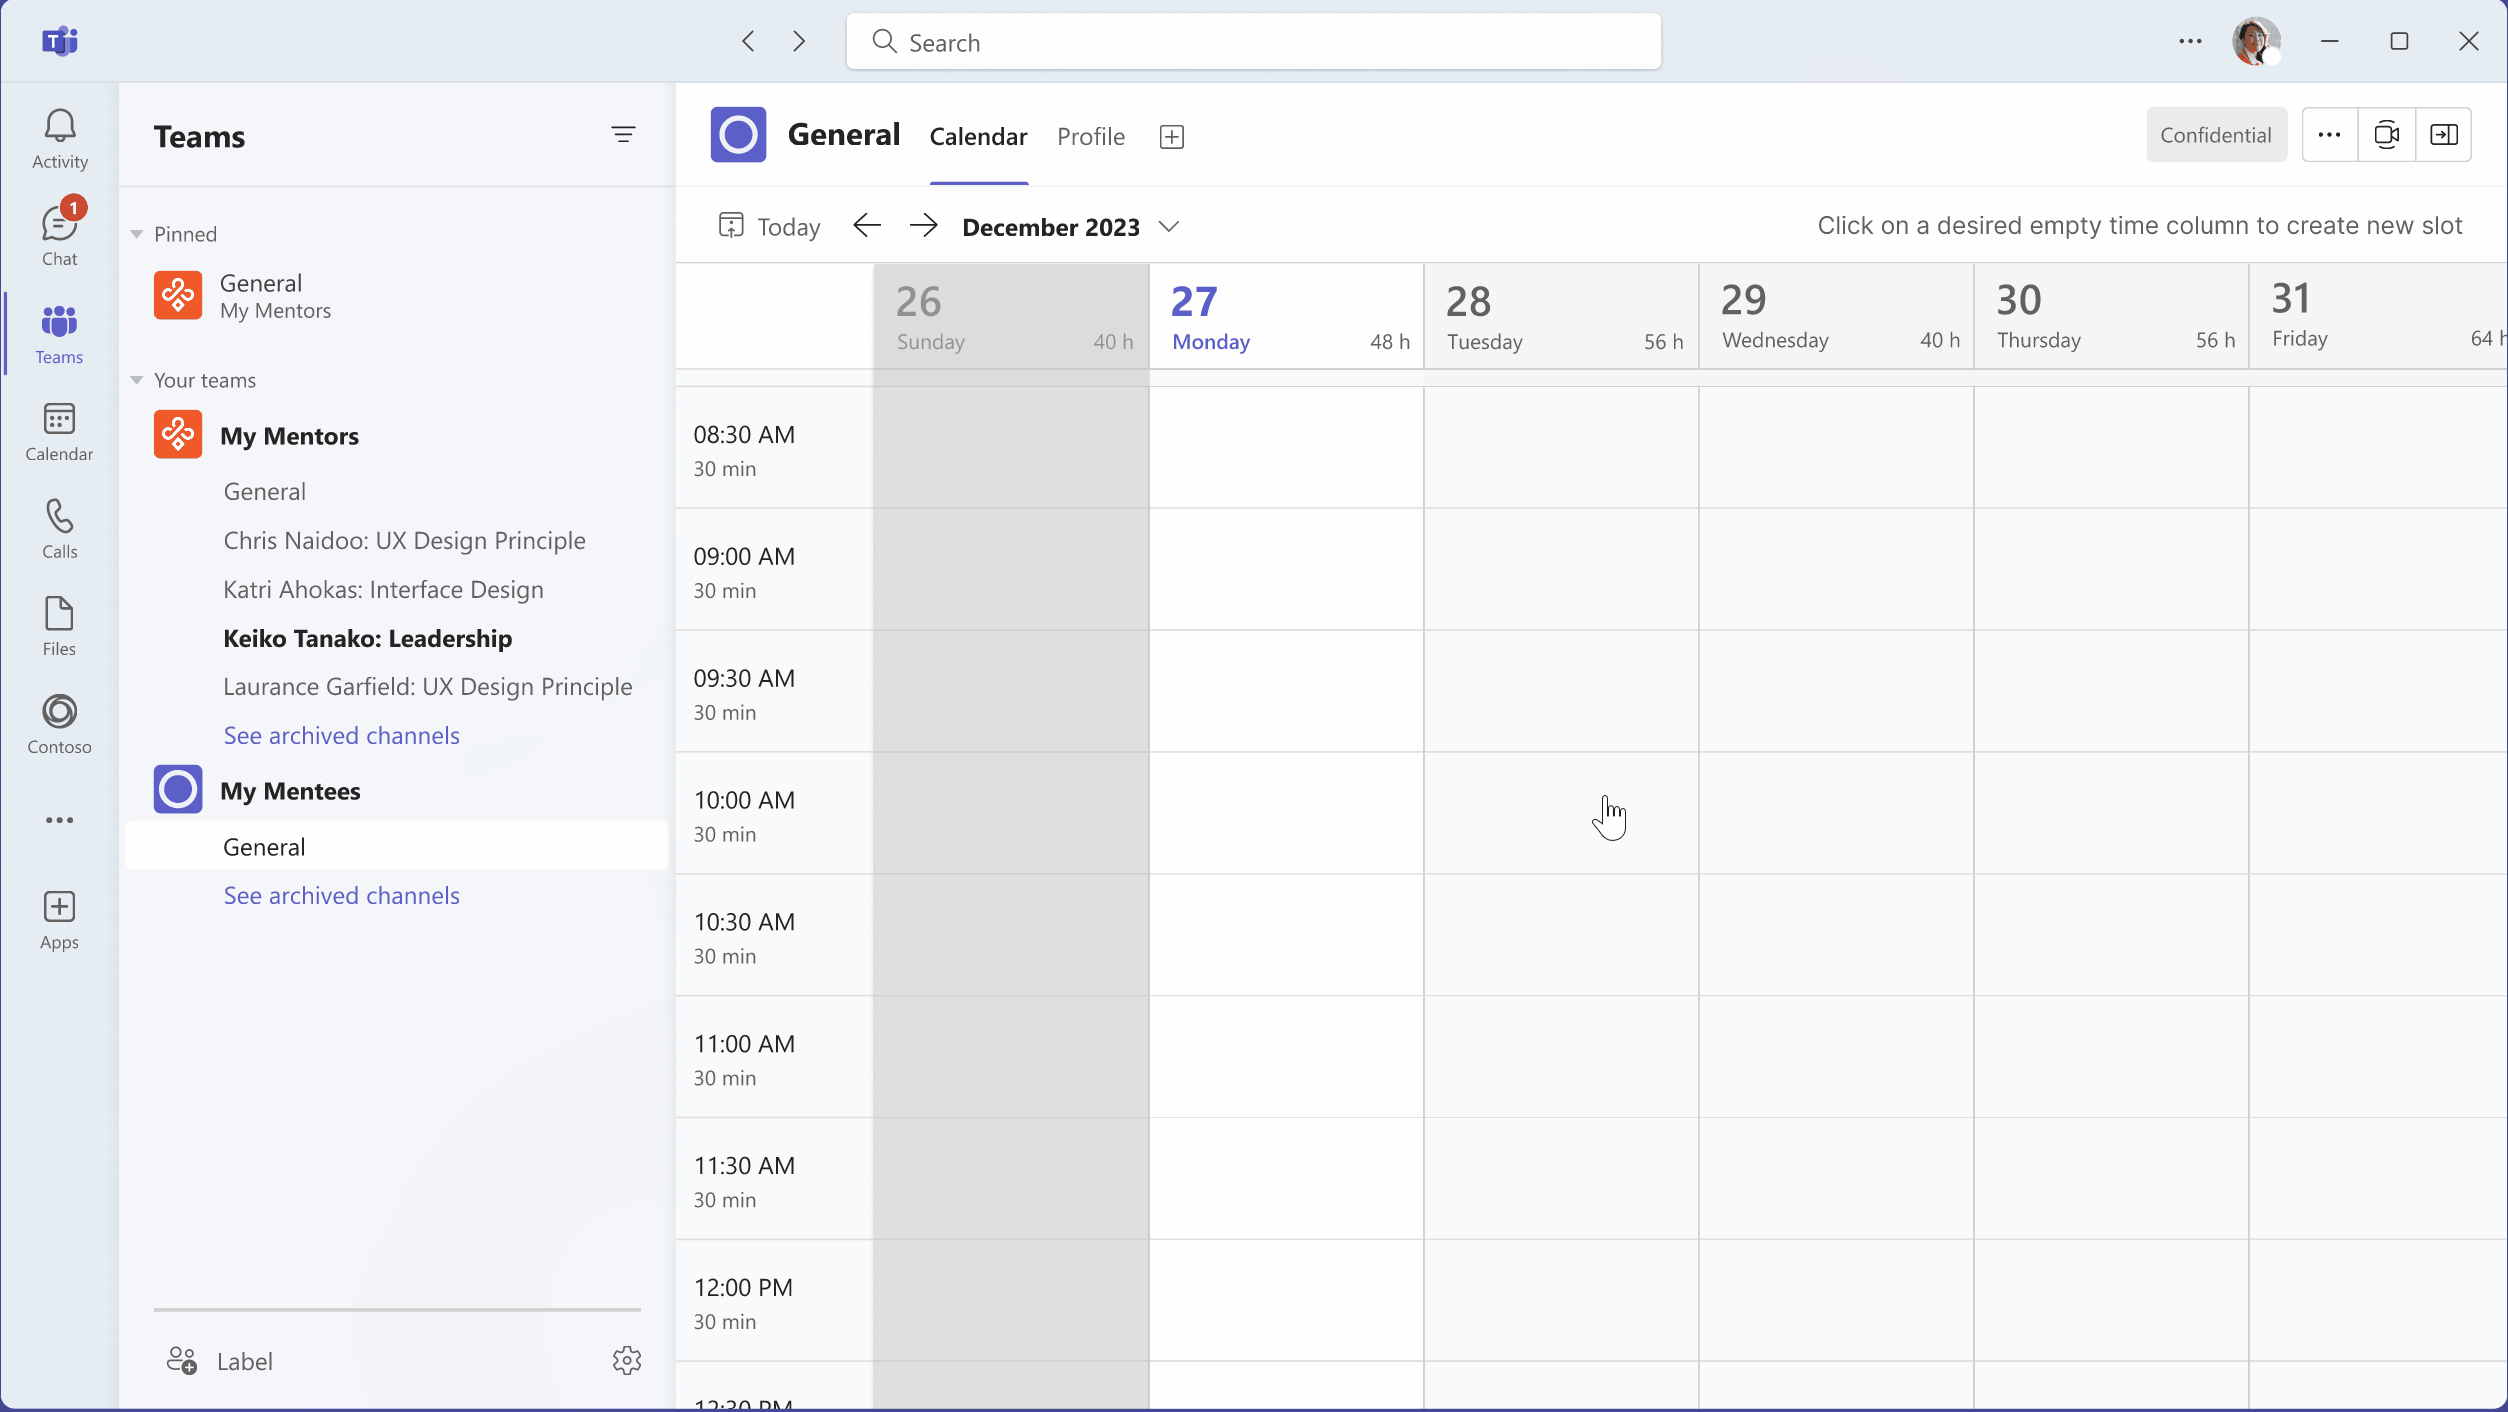 Search
Activity
1
Chat
Teams
Calendar
Calls
Files
Contoso
Apps
Teams
Pinned
General
My Mentors
Your teams
My Mentors
General
Chris Naidoo: UX Design Principle
Katri Ahokas: Interface Design
Keiko Tanako: Leadership
Laurance Garfield: UX Design Principle
See archived channels
My Mentees
General
See archived channels
Label
General Calendar Profile
Confidential
Today December 2023
Click on a desired empty time column to create new slot
26
Sunday 40 h
27
Monday 48 h
28
Tuesday 56 h
29
Wednesday 40 h
30
Thursday 56 h
31
Friday 64 h
08:30 AM
30 min
09:00 AM
30 min
09:30 AM
30 min
10:00 AM
30 min
10:30 AM
30 min
11:00 AM
30 min
11:30 AM
30 min
12:00 PM
30 min
12:30 PM